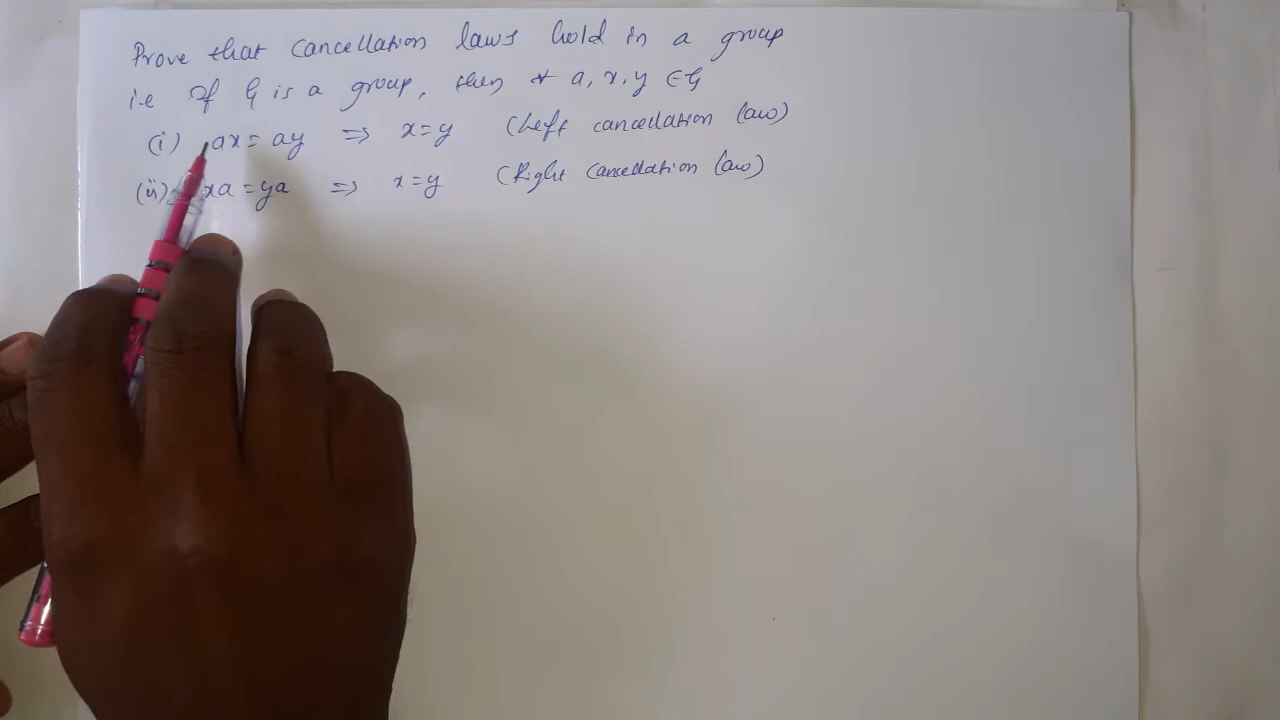 Prove that cancellation laws hold in a group
i.e If G is a group, then ∀ a, x, y ∈ G
(i) ax = ay ⇒ x = y (Left cancellation law)
(ii) xa = ya ⇒ x = y (Right cancellation law)